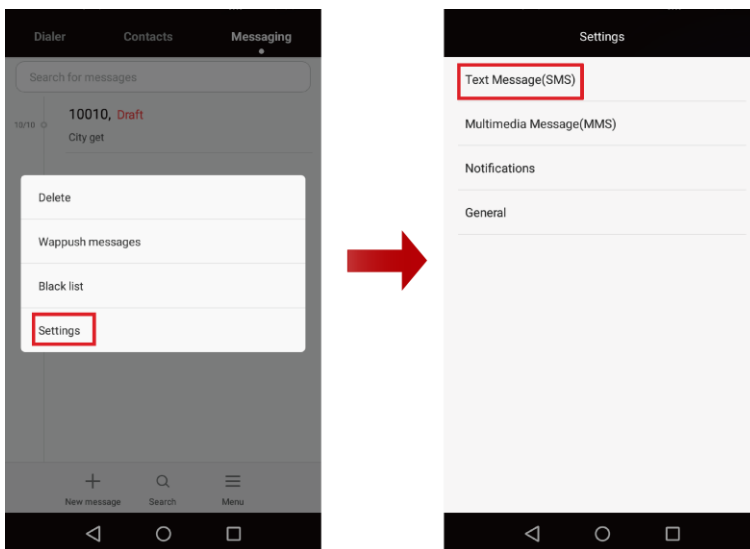 Dialer Contacts Messaging
Search for messages
10010, Draft
10/10
City get
Delete
Wappush messages
Black list
Settings
New message Search Menu
Settings
Text Message(SMS)
Multimedia Message(MMS)
Notifications
General